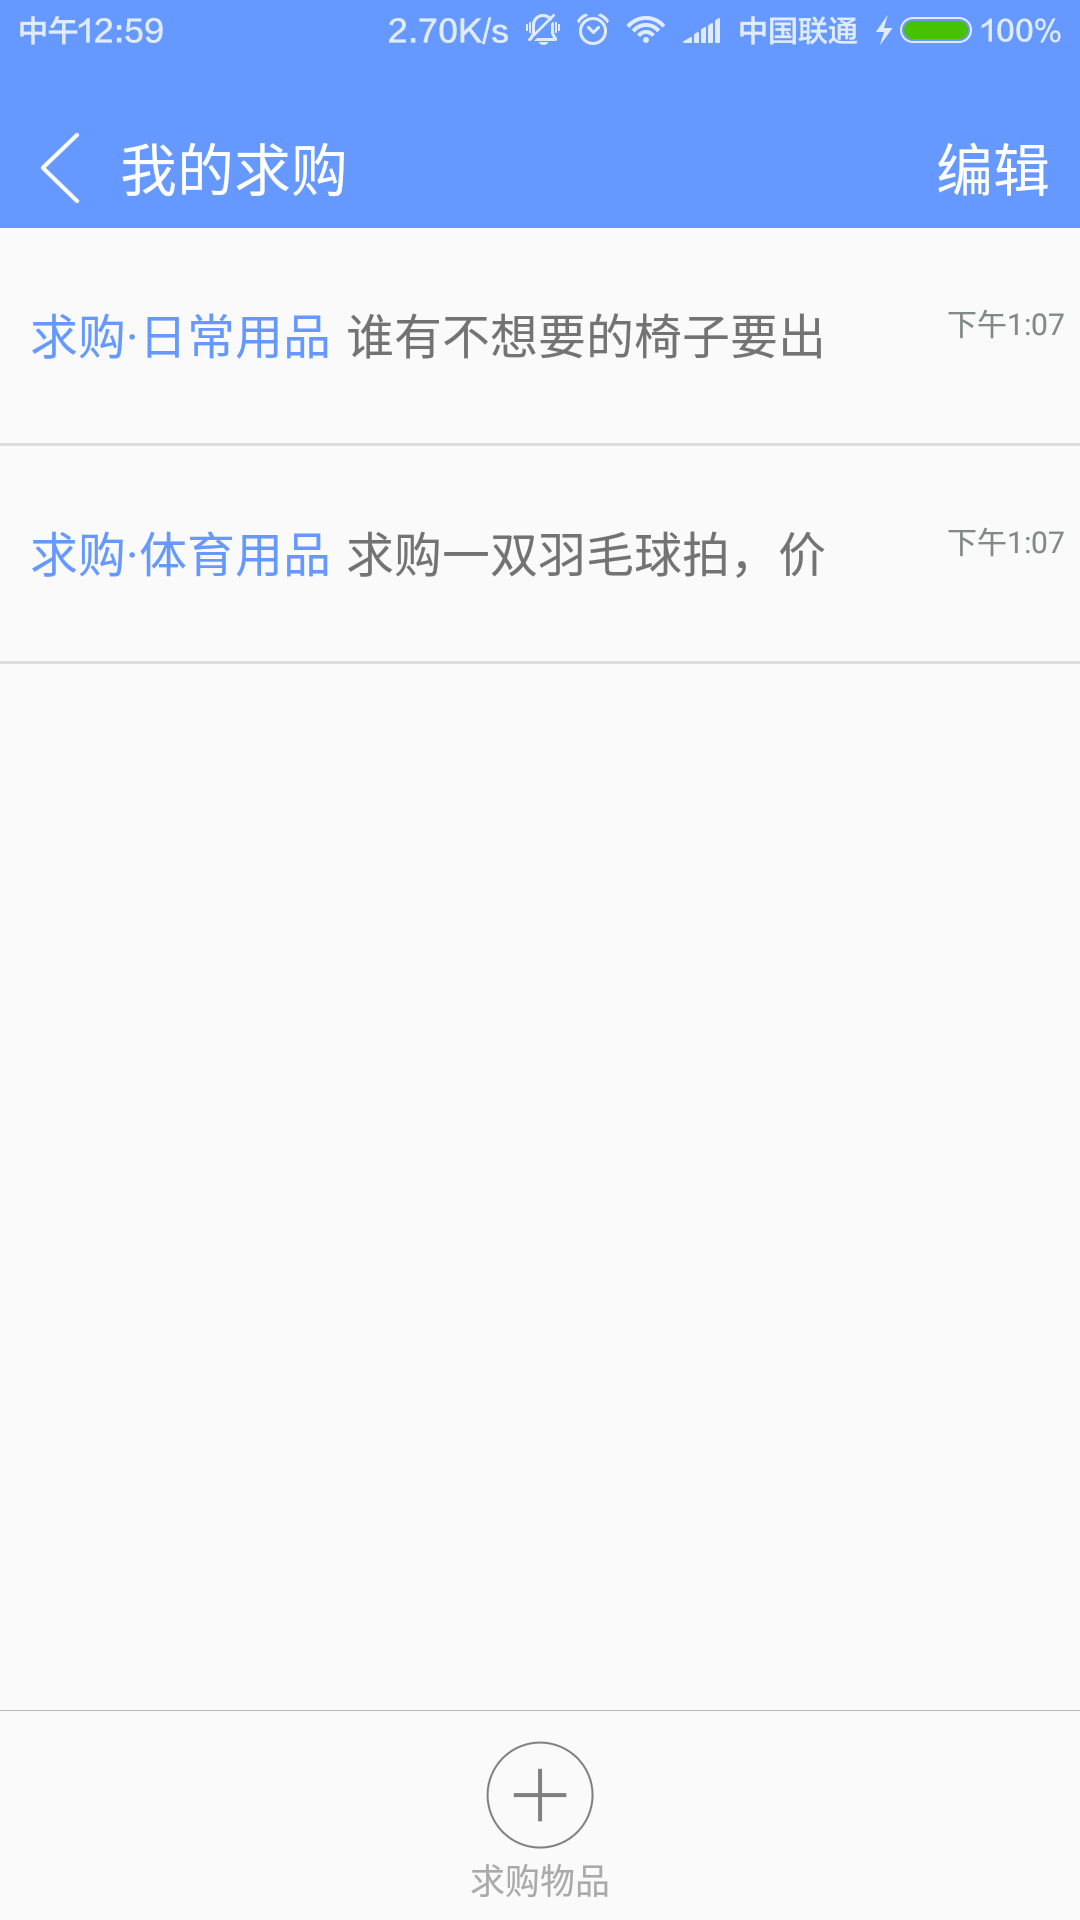 中午12:59 2.70K/s 中国联通 100%
我的求购 编辑
求购·日常用品 谁有不想要的椅子要出 下午1:07
求购·体育用品 求购一双羽毛球拍，价 下午1:07
求购物品